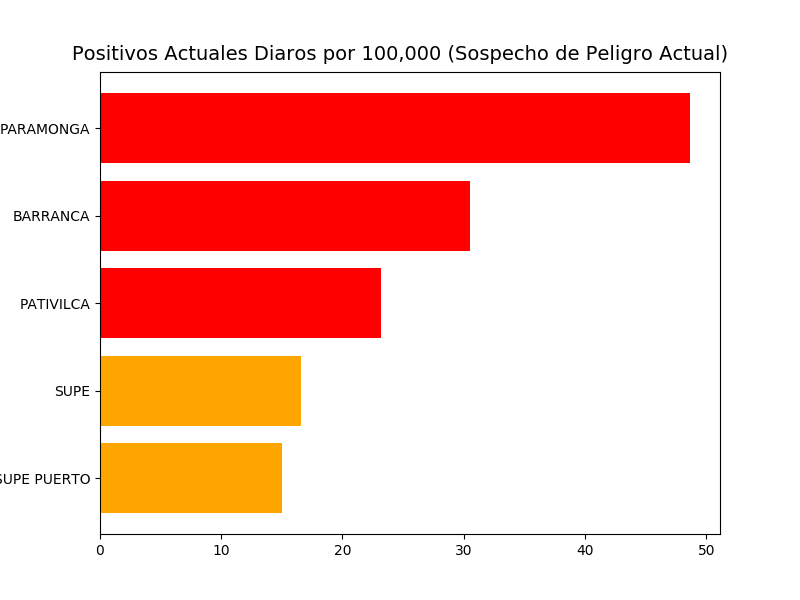 Positivos Actuales Diaros por 100,000 (Sospecho de Peligro Actual)
PARAMONGA
BARRANCA
PATIVILCA
SUPE
SUPE PUERTO
0 10 20 30 40 50